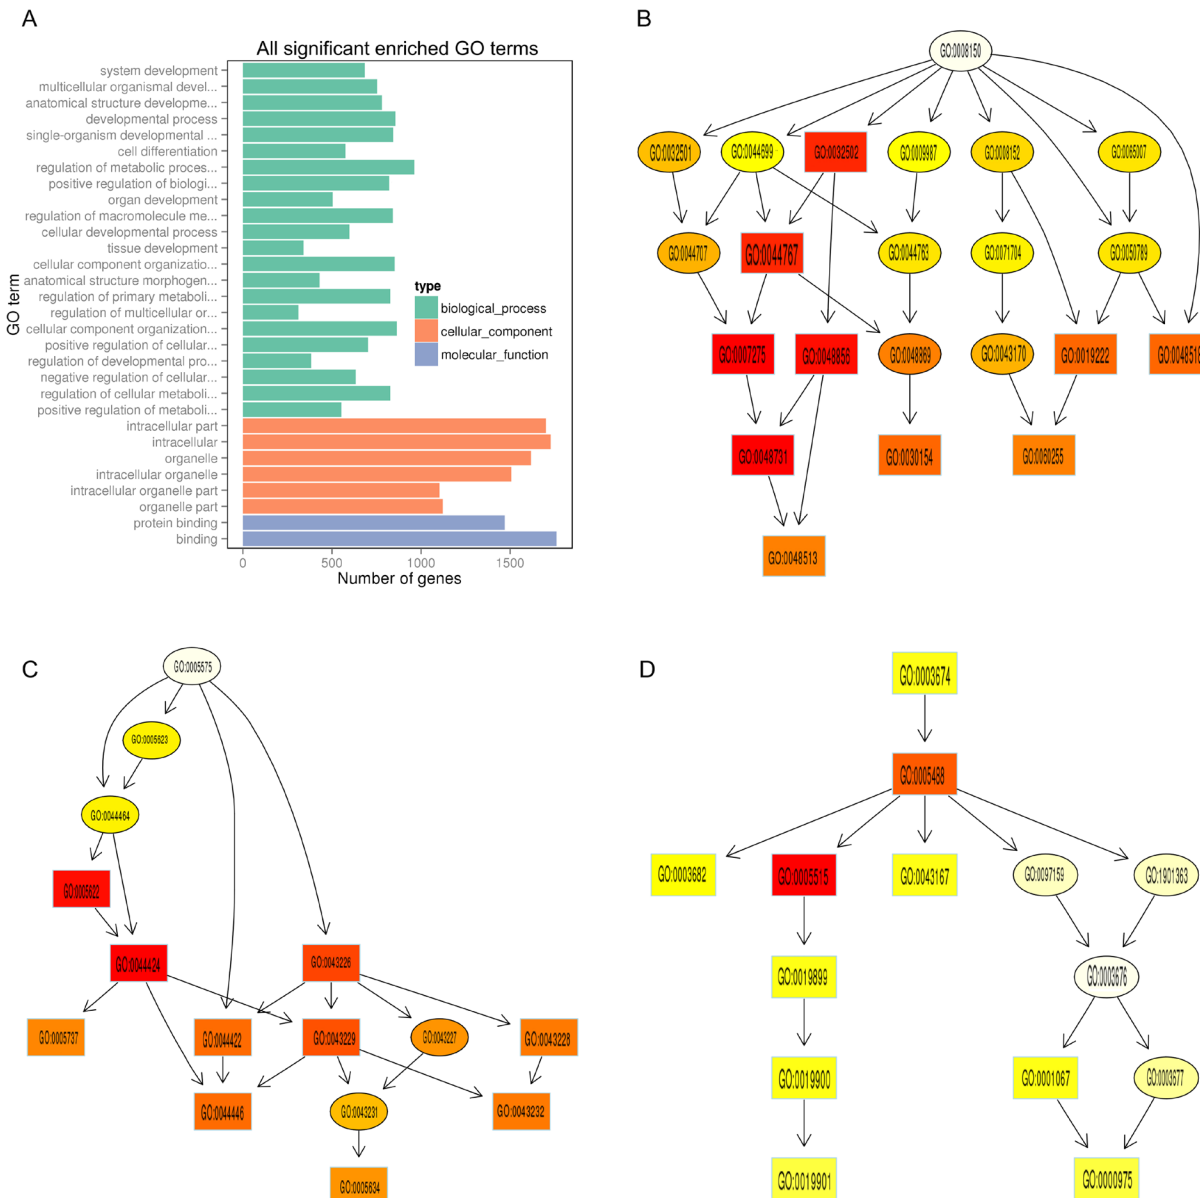 A
All significant enriched GO terms
GO term
system development
multicellular organismal devel...
anatomical structure developme...
developmental process
single-organism developmental ...
cell differentiation
regulation of metabolic proces...
positive regulation of biologi...
organ development
regulation of macromolecule me...
cellular developmental process
tissue development
cellular component organizatio...
anatomical structure morphogen...
regulation of primary metaboli...
regulation of multicellular or...
cellular component organization...
positive regulation of cellular...
regulation of developmental pro...
negative regulation of cellular...
regulation of cellular metaboli...
positive regulation of metaboli...
intracellular part
intracellular
organelle
intracellular organelle
intracellular organelle part
organelle part
protein binding
binding
type
biological_process
cellular_component
molecular_function
0 500 1000 1500
Number of genes
B
GO:0008150
GO:0032501 GO:0044699 GO:0032502 GO:0009987 GO:0008152 GO:0065007
GO:0044707 GO:0044767 GO:0044763 GO:0071704 GO:0050789
GO:0007275 GO:0048856 GO:0048869 GO:0043170 GO:0019222 GO:0048518
GO:0048731 GO:0030154 GO:0060255
GO:0048513
C
GO:0005575
GO:0005623
GO:0044464
GO:0005622
GO:0044424 GO:0043226
GO:0005737 GO:0044422 GO:0043229 GO:0043227 GO:0043228
GO:0044446 GO:0043231 GO:0043232
GO:0005634
D
GO:0003674
GO:0005488
GO:0003682 GO:0005515 GO:0043167 GO:0097159 GO:1901363
GO:0019899 GO:0003676
GO:0019900 GO:0001067 GO:0003677
GO:0019901 GO:0000975